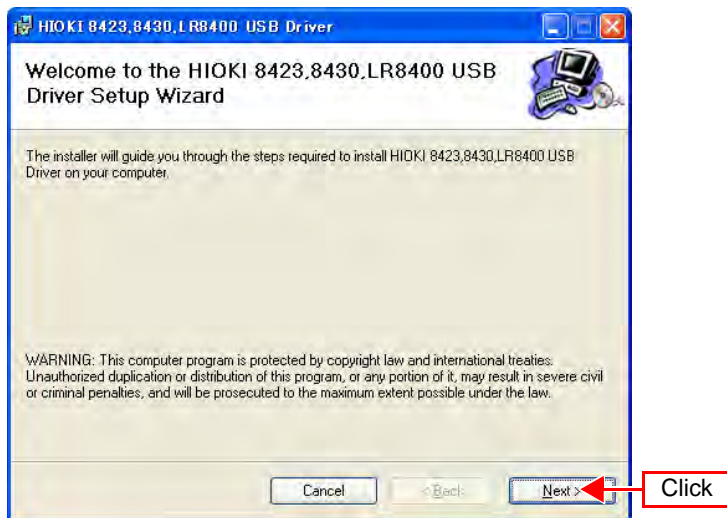 HIOKI 8423,8430,LR8400 USB Driver
Welcome to the HIOKI 8423,8430,LR8400 USB
Driver Setup Wizard
The installer will guide you through the steps required to install HIOKI 8423,8430,LR8400 USB
Driver on your computer.
WARNING: This computer program is protected by copyright law and international treaties.
Unauthorized duplication or distribution of this program, or any portion of it, may result in severe civil
or criminal penalties, and will be prosecuted to the maximum extent possible under the law.
Cancel
< Back
Next >
Click